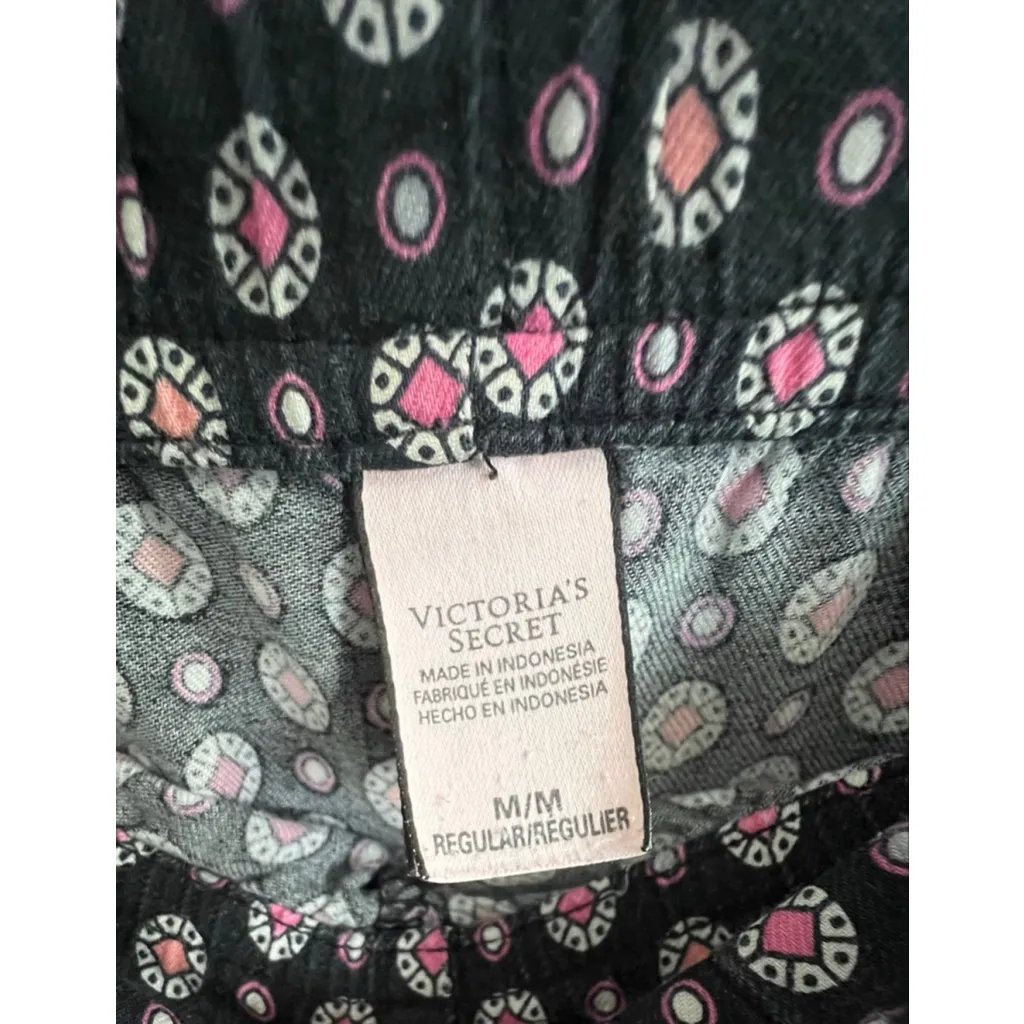 VICTORIA'S
SECRET
MADE IN INDONESIA
FABRIQUÉ EN INDONÉSIE
HECHO EN INDONESIA
M/M
REGULAR/RÉGULIER